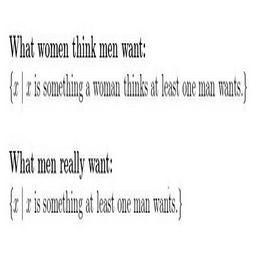 What women think men want:
{x | x is something a woman thinks at least one man wants.}
What men really want:
{x | x is something at least one man wants.}